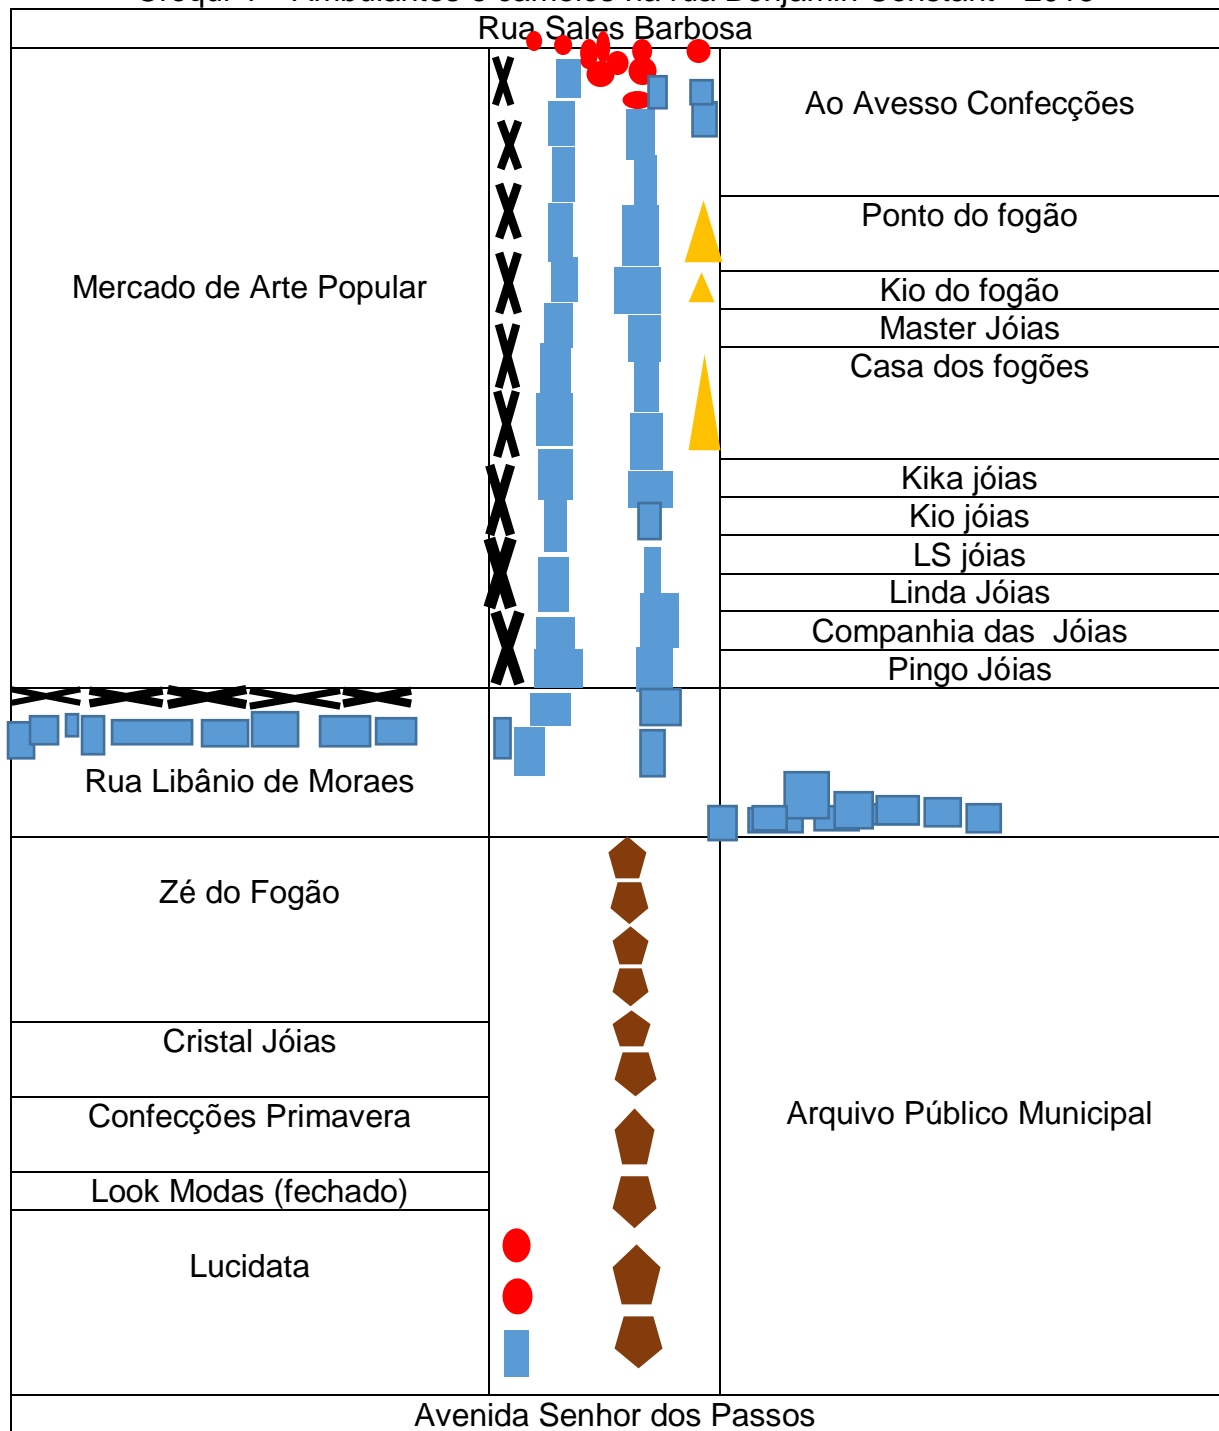 Rua Sales Barbosa
Mercado de Arte Popular
Ao Avesso Confecções
Ponto do fogão
Kio do fogão
Master Jóias
Casa dos fogões
Kika jóias
Kio jóias
LS jóias
Linda Jóias
Companhia das Jóias
Pingo Jóias
Rua Libânio de Moraes
Zé do Fogão
Cristal Jóias
Confecções Primavera
Look Modas (fechado)
Lucidata
Arquivo Público Municipal
Avenida Senhor dos Passos